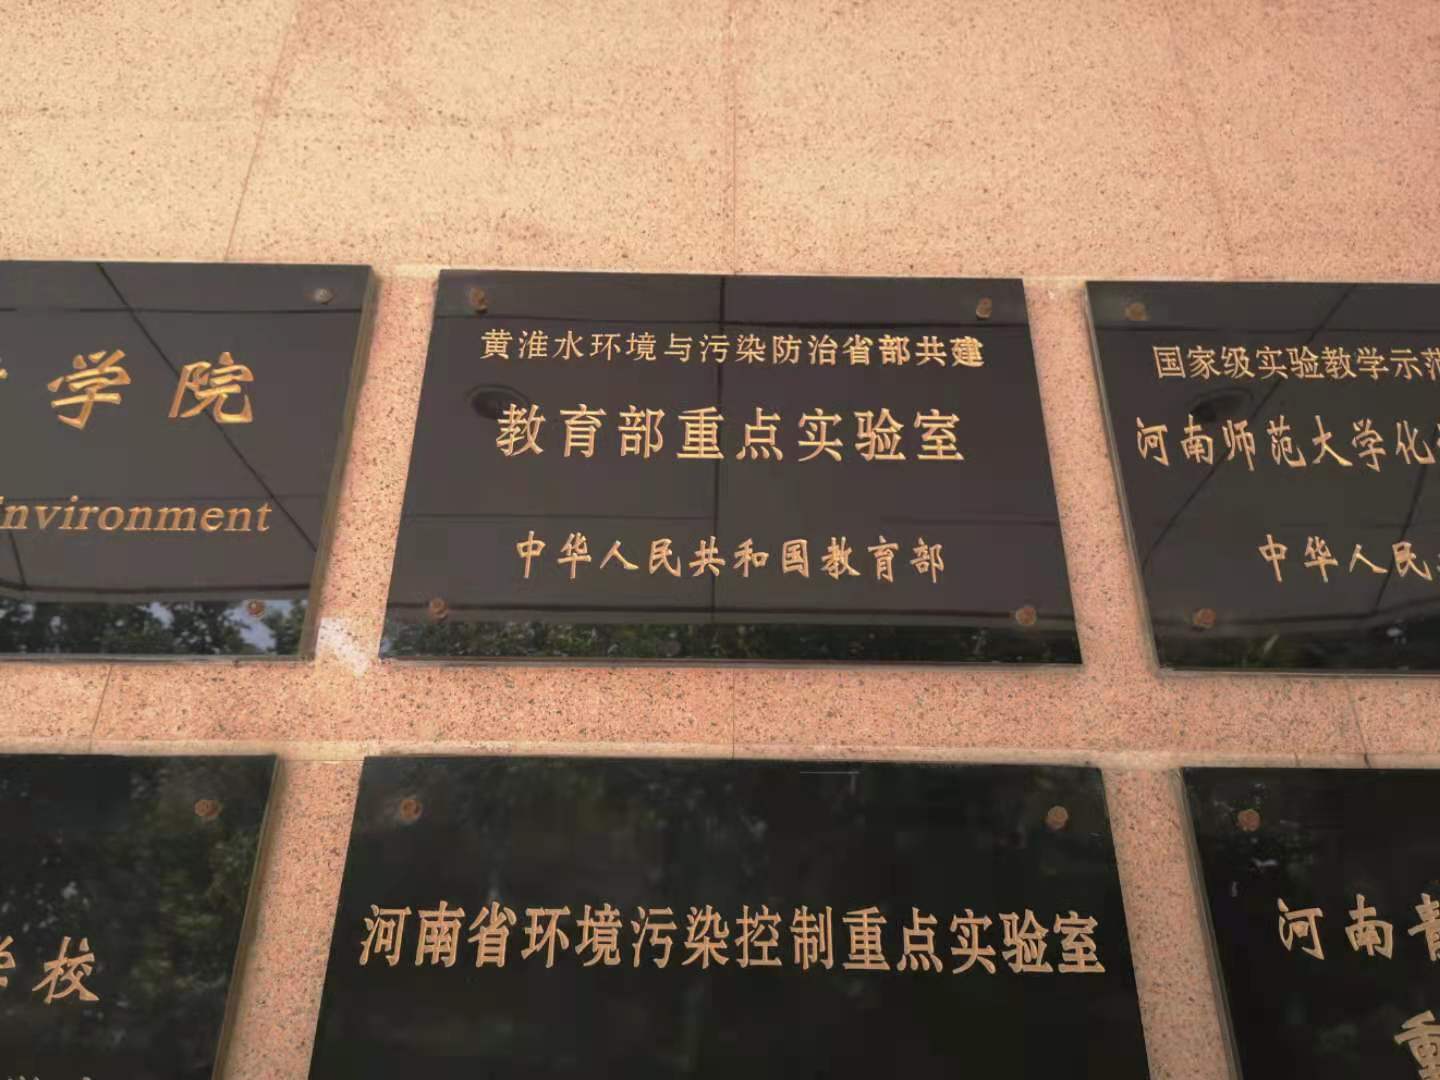 学院
nvironment
黄淮水环境与污染防治省部共建
教育部重点实验室
中华人民共和国教育部
国家级实验教学示范
河南师范大学化
中华人民
学校
河南省环境污染控制重点实验室
河南